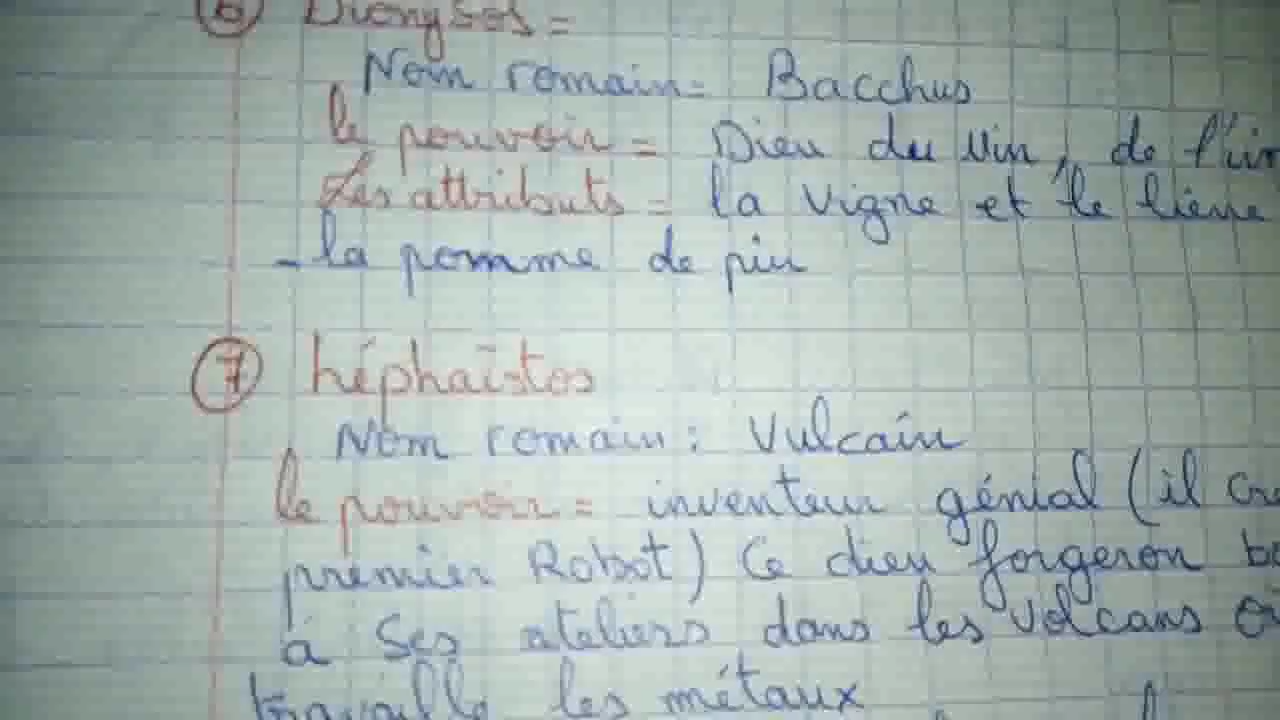 6 Dionysos =
Nom romain = Bacchus
le pouvoir = Dieu du vin, de
Les attributs = la vigne et le lierre
- la pomme de pin
7 héphaïstos
Nom romain : Vulcain
le pouvoir = inventeur génial (il
premier Robot) Ce dieu forgeron
à Ses ateliers dans les volcans
travaille les métaux